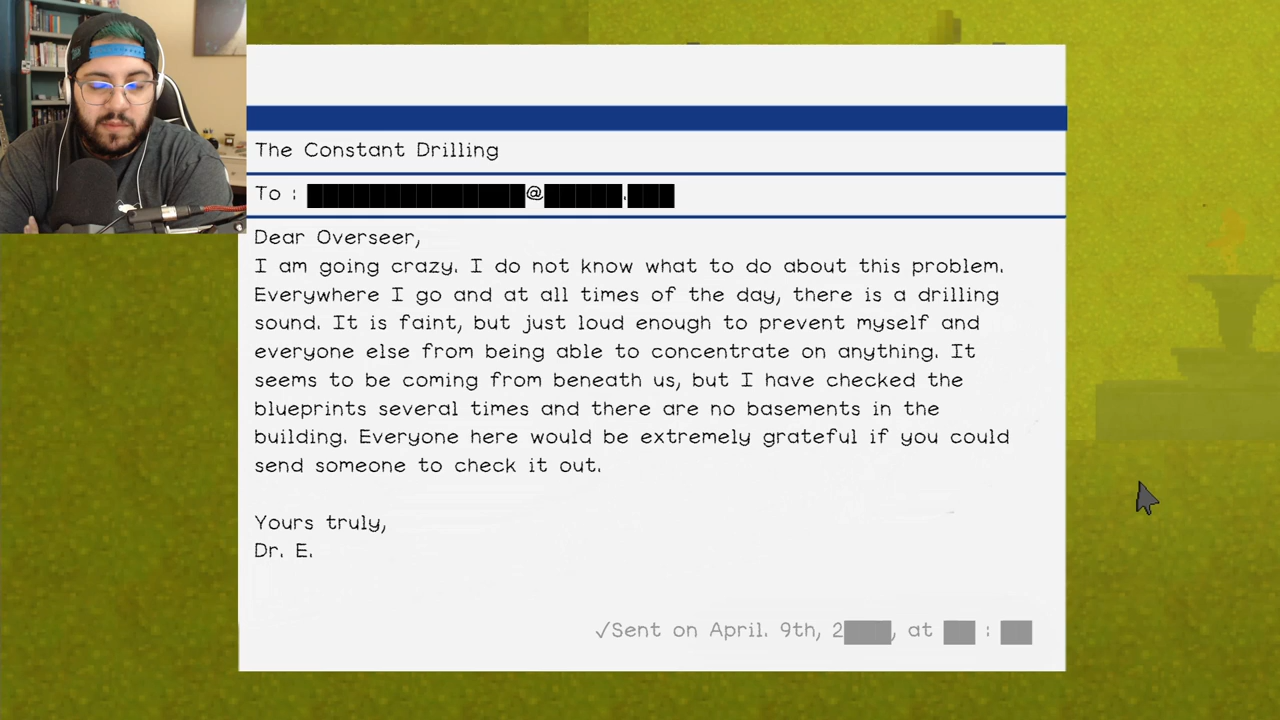 The Constant Drilling
To : @ .
Dear Overseer,
I am going crazy. I do not know what to do about this problem.
Everywhere I go and at all times of the day, there is a drilling
sound. It is faint, but just loud enough to prevent myself and
everyone else from being able to concentrate on anything. It
seems to be coming from beneath us, but I have checked the
blueprints several times and there are no basements in the
building. Everyone here would be extremely grateful if you could
send someone to check it out.
Yours truly,
Dr. E.
✓Sent on April. 9th, 2 , at :